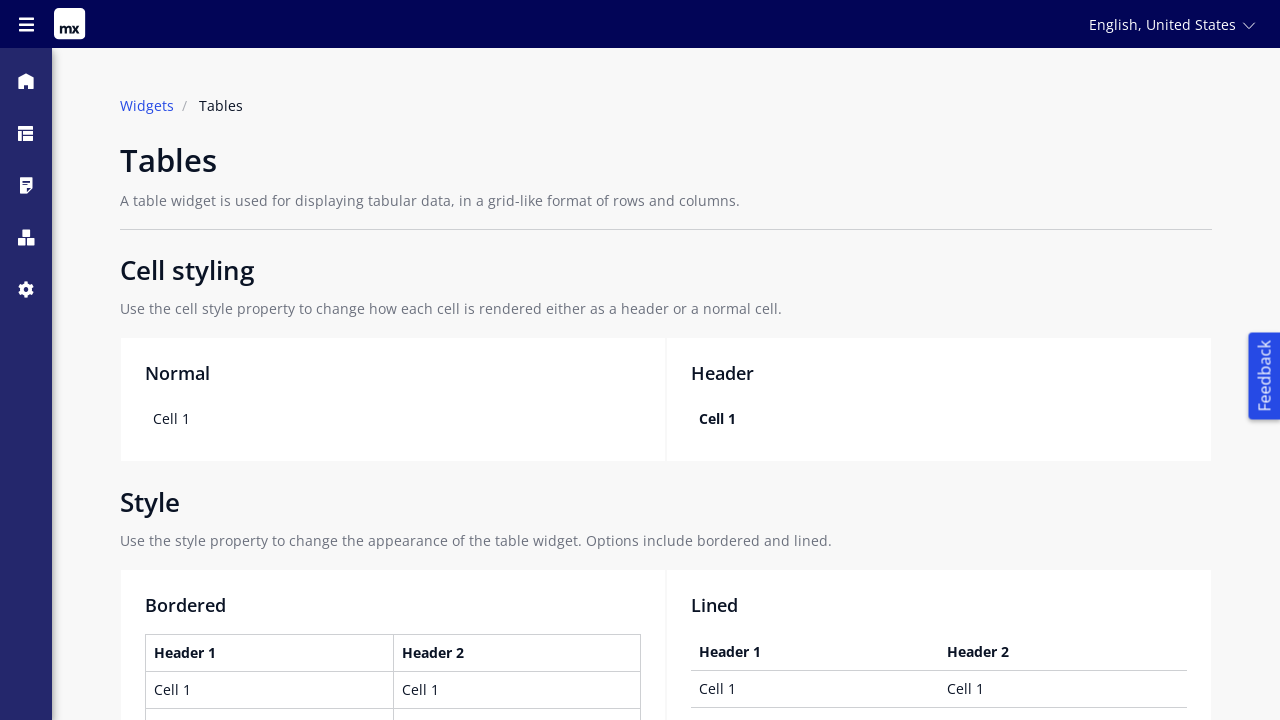 mx
English, United States
Widgets / Tables
Tables
A table widget is used for displaying tabular data, in a grid-like format of rows and columns.
Cell styling
Use the cell style property to change how each cell is rendered either as a header or a normal cell.
Normal
Header
Cell 1
Cell 1
Feedback
Style
Use the style property to change the appearance of the table widget. Options include bordered and lined.
Bordered
Lined
Header 1 Header 2
Header 1 Header 2
Cell 1 Cell 1
Cell 1 Cell 1